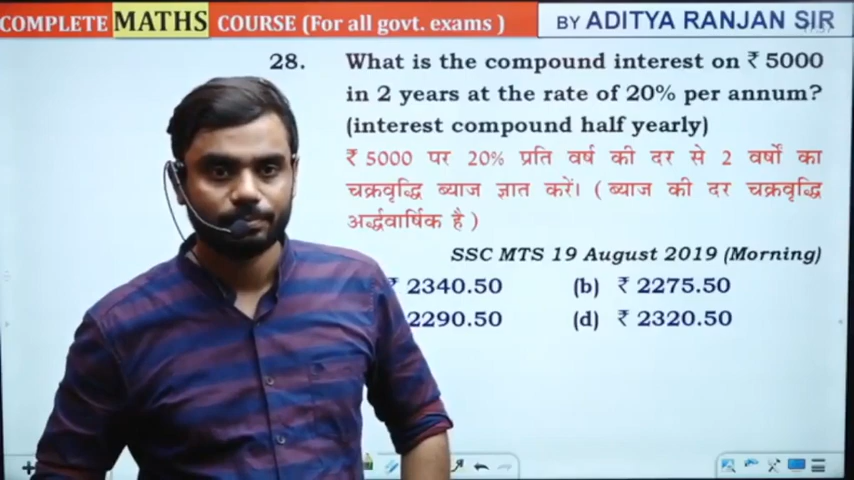 COMPLETE MATHS COURSE (For all govt. exams )
BY ADITYA RANJAN SIR
28. What is the compound interest on ₹ 5000
in 2 years at the rate of 20% per annum?
(interest compound half yearly)
₹ 5000 पर 20% प्रति वर्ष की दर से 2 वर्षों का
चक्रवृद्धि ब्याज ज्ञात करें। ( ब्याज की दर चक्रवृद्धि
अर्द्धवार्षिक है )
SSC MTS 19 August 2019 (Morning)
₹ 2340.50 (b) ₹ 2275.50
2290.50 (d) ₹ 2320.50